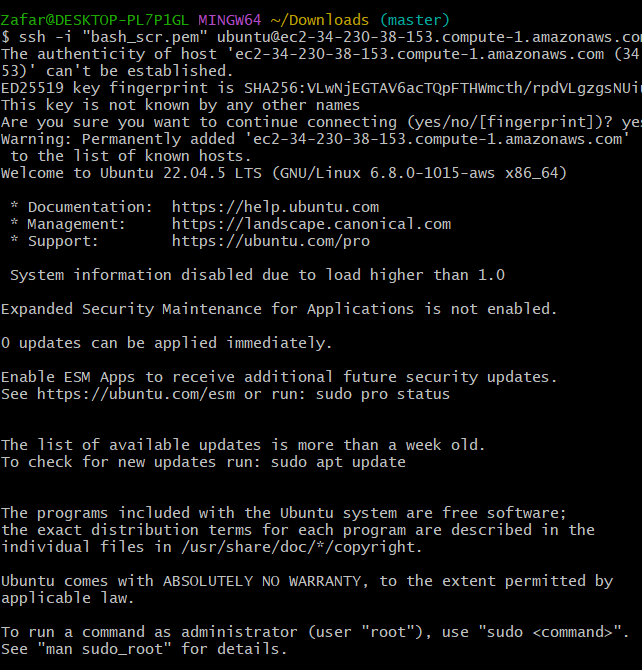 Zafar@DESKTOP-PL7P1GL MINGW64 ~/Downloads (master)
$ ssh -i "bash_scr.pem" ubuntu@ec2-34-230-38-153.compute-1.amazonaws.com
The authenticity of host 'ec2-34-230-38-153.compute-1.amazonaws.com (34
53)' can't be established.
ED25519 key fingerprint is SHA256:VLwNjEGTAV6acTQpFTHWmcth/rpdVLgzgsNUi
This key is not known by any other names
Are you sure you want to continue connecting (yes/no/[fingerprint])? yes
Warning: Permanently added 'ec2-34-230-38-153.compute-1.amazonaws.com'
to the list of known hosts.
Welcome to Ubuntu 22.04.5 LTS (GNU/Linux 6.8.0-1015-aws x86_64)
* Documentation: https://help.ubuntu.com
* Management: https://landscape.canonical.com
* Support: https://ubuntu.com/pro
System information disabled due to load higher than 1.0
Expanded Security Maintenance for Applications is not enabled.
0 updates can be applied immediately.
Enable ESM Apps to receive additional future security updates.
See https://ubuntu.com/esm or run: sudo pro status
The list of available updates is more than a week old.
To check for new updates run: sudo apt update
The programs included with the Ubuntu system are free software;
the exact distribution terms for each program are described in the
individual files in /usr/share/doc/*/copyright.
Ubuntu comes with ABSOLUTELY NO WARRANTY, to the extent permitted by
applicable law.
To run a command as administrator (user "root"), use "sudo <command>".
See "man sudo_root" for details.